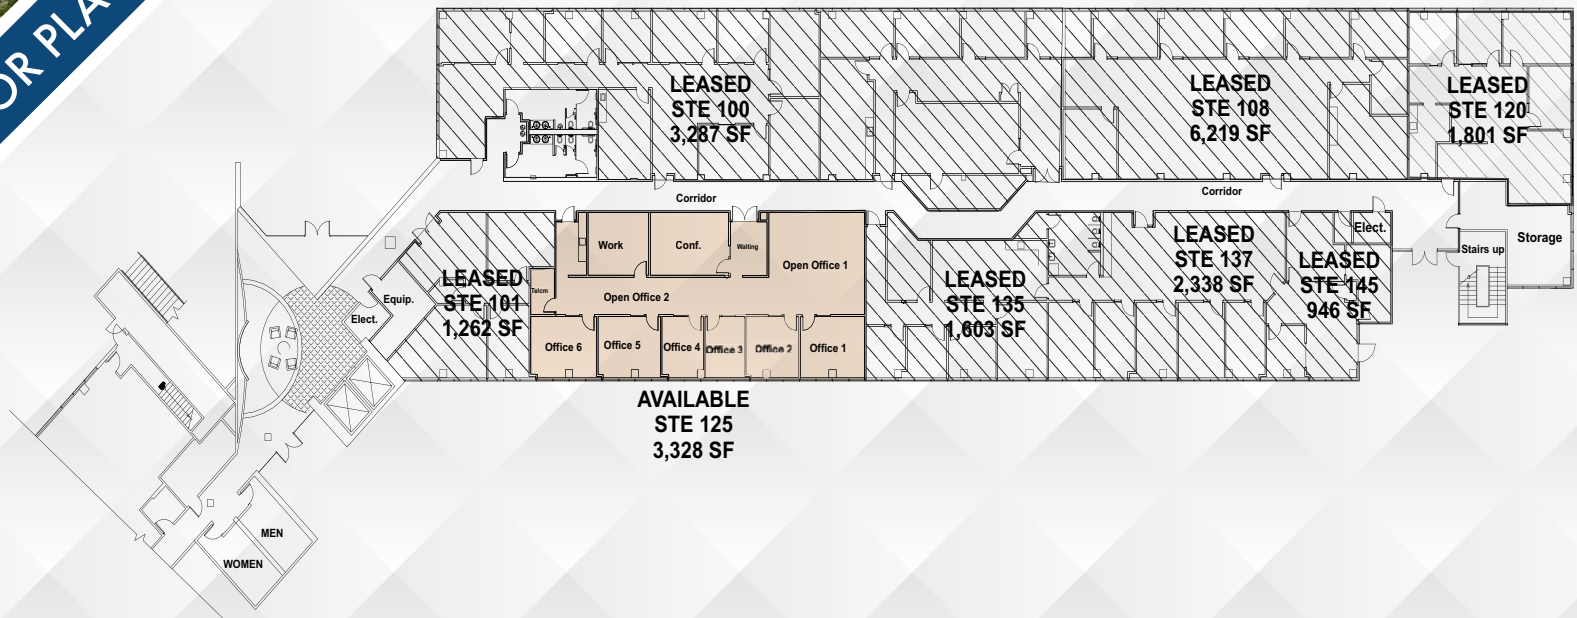 OR PLA
LEASED
STE 100
3,287 SF
LEASED
STE 108
6,219 SF
LEASED
STE 120
1,801 SF
Corridor
Corridor
LEASED
STE 101
1,262 SF
Equip.
Elect.
Work
Conf.
Waiting
Open Office 1
Telcm
Open Office 2
Office 6
Office 5
Office 4
Office 3
Office 2
Office 1
AVAILABLE
STE 125
3,328 SF
LEASED
STE 135
1,603 SF
LEASED
STE 137
2,338 SF
LEASED
STE 145
946 SF
Elect.
Stairs up
Storage
MEN
WOMEN